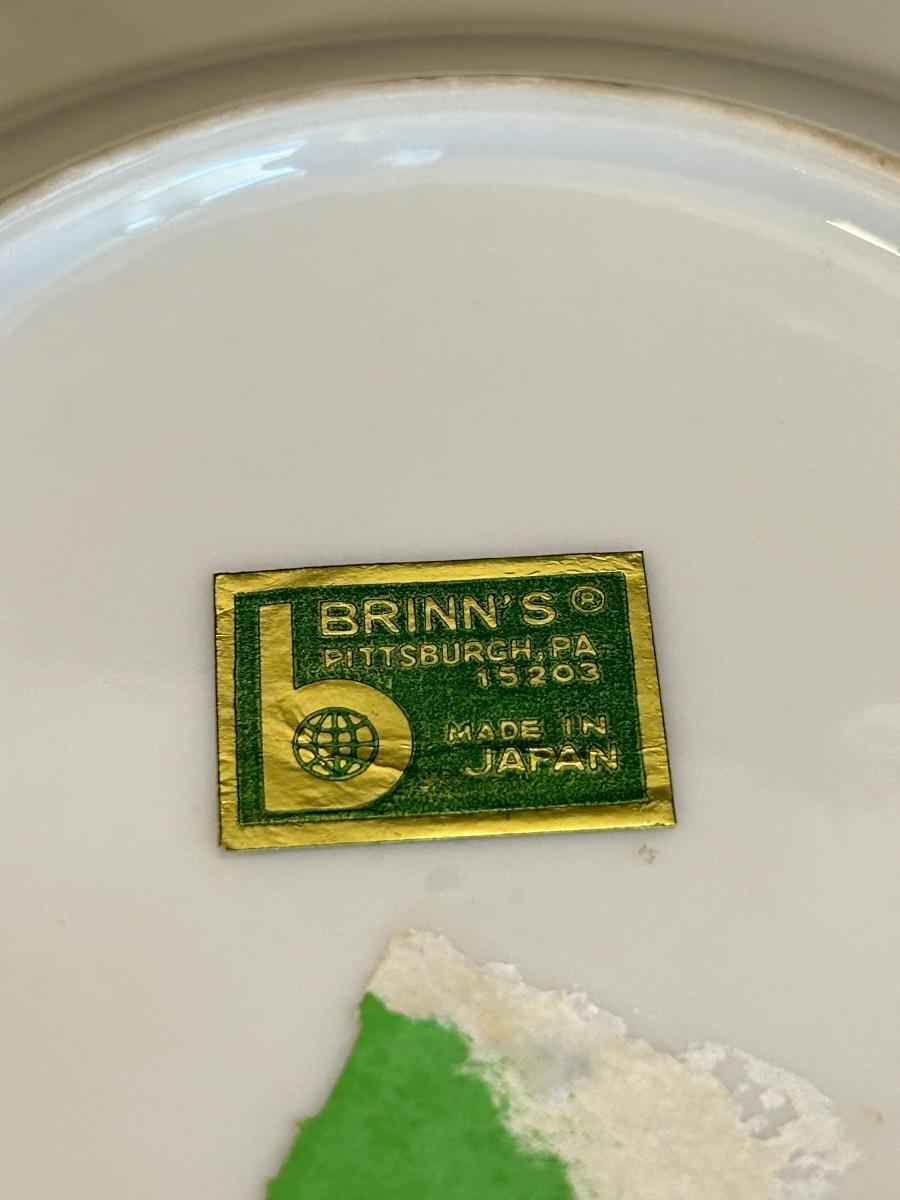 BRINN'S ®
PITTSBURGH, PA
15203
b
MADE IN
JAPAN